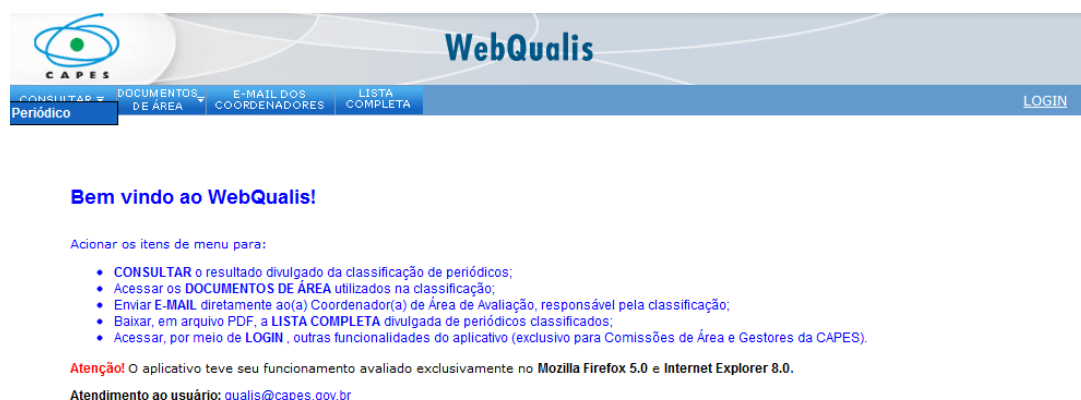 WebQualis
CAPES
CONSULTAR
DOCUMENTOS DE ÁREA
E-MAIL DOS COORDENADORES
LISTA COMPLETA
LOGIN
Periódico
Bem vindo ao WebQualis!
Acionar os itens de menu para:
• CONSULTAR o resultado divulgado da classificação de periódicos;
• Acessar os DOCUMENTOS DE ÁREA utilizados na classificação;
• Enviar E-MAIL diretamente ao(a) Coordenador(a) de Área de Avaliação, responsável pela classificação;
• Baixar, em arquivo PDF, a LISTA COMPLETA divulgada de periódicos classificados;
• Acessar, por meio de LOGIN , outras funcionalidades do aplicativo (exclusivo para Comissões de Área e Gestores da CAPES).
Atenção! O aplicativo teve seu funcionamento avaliado exclusivamente no Mozilla Firefox 5.0 e Internet Explorer 8.0.
Atendimento ao usuário: qualis@capes.gov.br